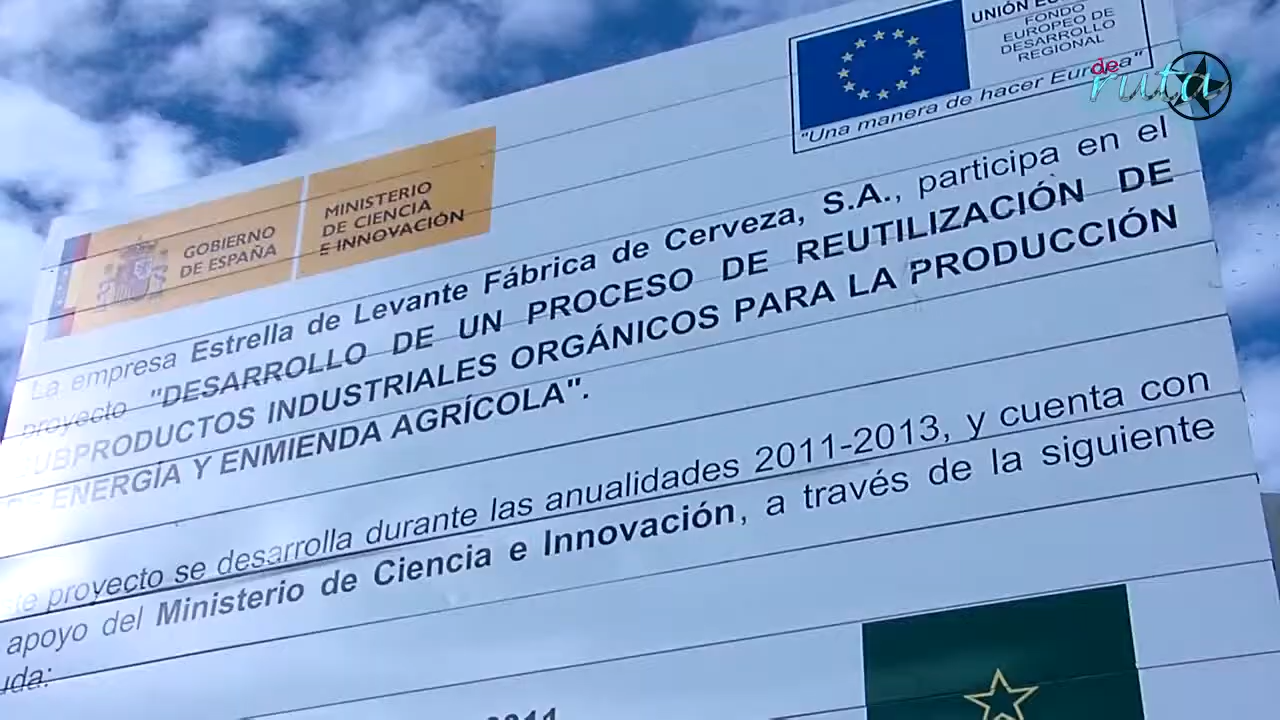 UNIÓN
FONDO
EUROPEO DE
DESARROLLO
REGIONAL
"Una manera de hacer Europa"
de
ruta
GOBIERNO
DE ESPAÑA
MINISTERIO
DE CIENCIA
E INNOVACIÓN
La empresa Estrella de Levante Fábrica de Cerveza, S.A., participa en el
proyecto "DESARROLLO DE UN PROCESO DE REUTILIZACIÓN DE
SUBPRODUCTOS INDUSTRIALES ORGÁNICOS PARA LA PRODUCCIÓN
DE ENERGÍA Y ENMIENDA AGRÍCOLA".
proyecto se desarrolla durante las anualidades 2011-2013, y cuenta con
apoyo del Ministerio de Ciencia e Innovación, a través de la siguiente
uda:
2011